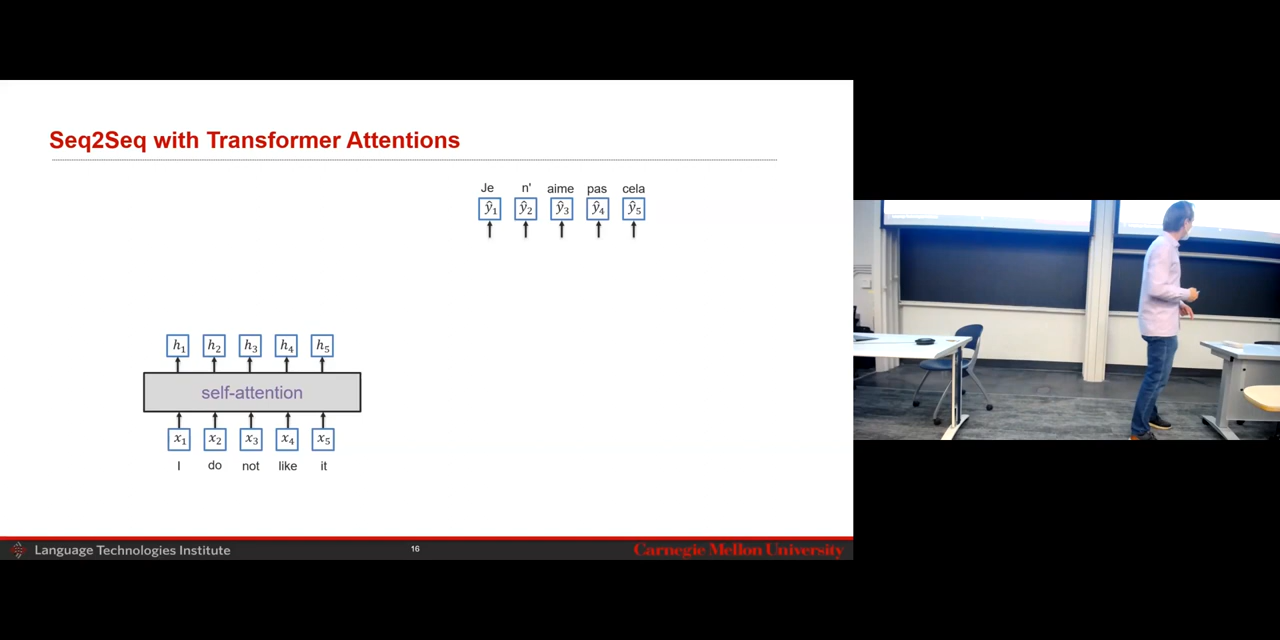 Seq2Seq with Transformer Attentions
Je n' aime pas cela
ŷ₁ ŷ₂ ŷ₃ ŷ₄ ŷ₅
h₁ h₂ h₃ h₄ h₅
self-attention
x₁ x₂ x₃ x₄ x₅
I do not like it
Language Technologies Institute
16
Carnegie Mellon University